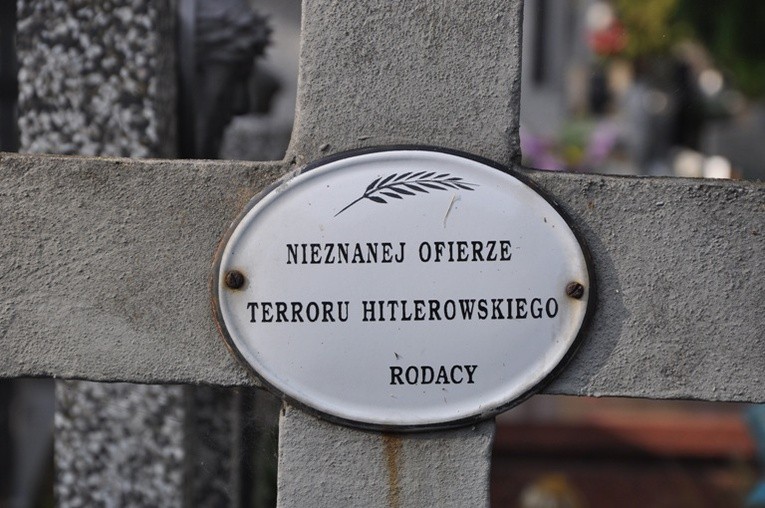 NIEZNANEJ OFIERZE
TERRORU HITLEROWSKIEGO
RODACY